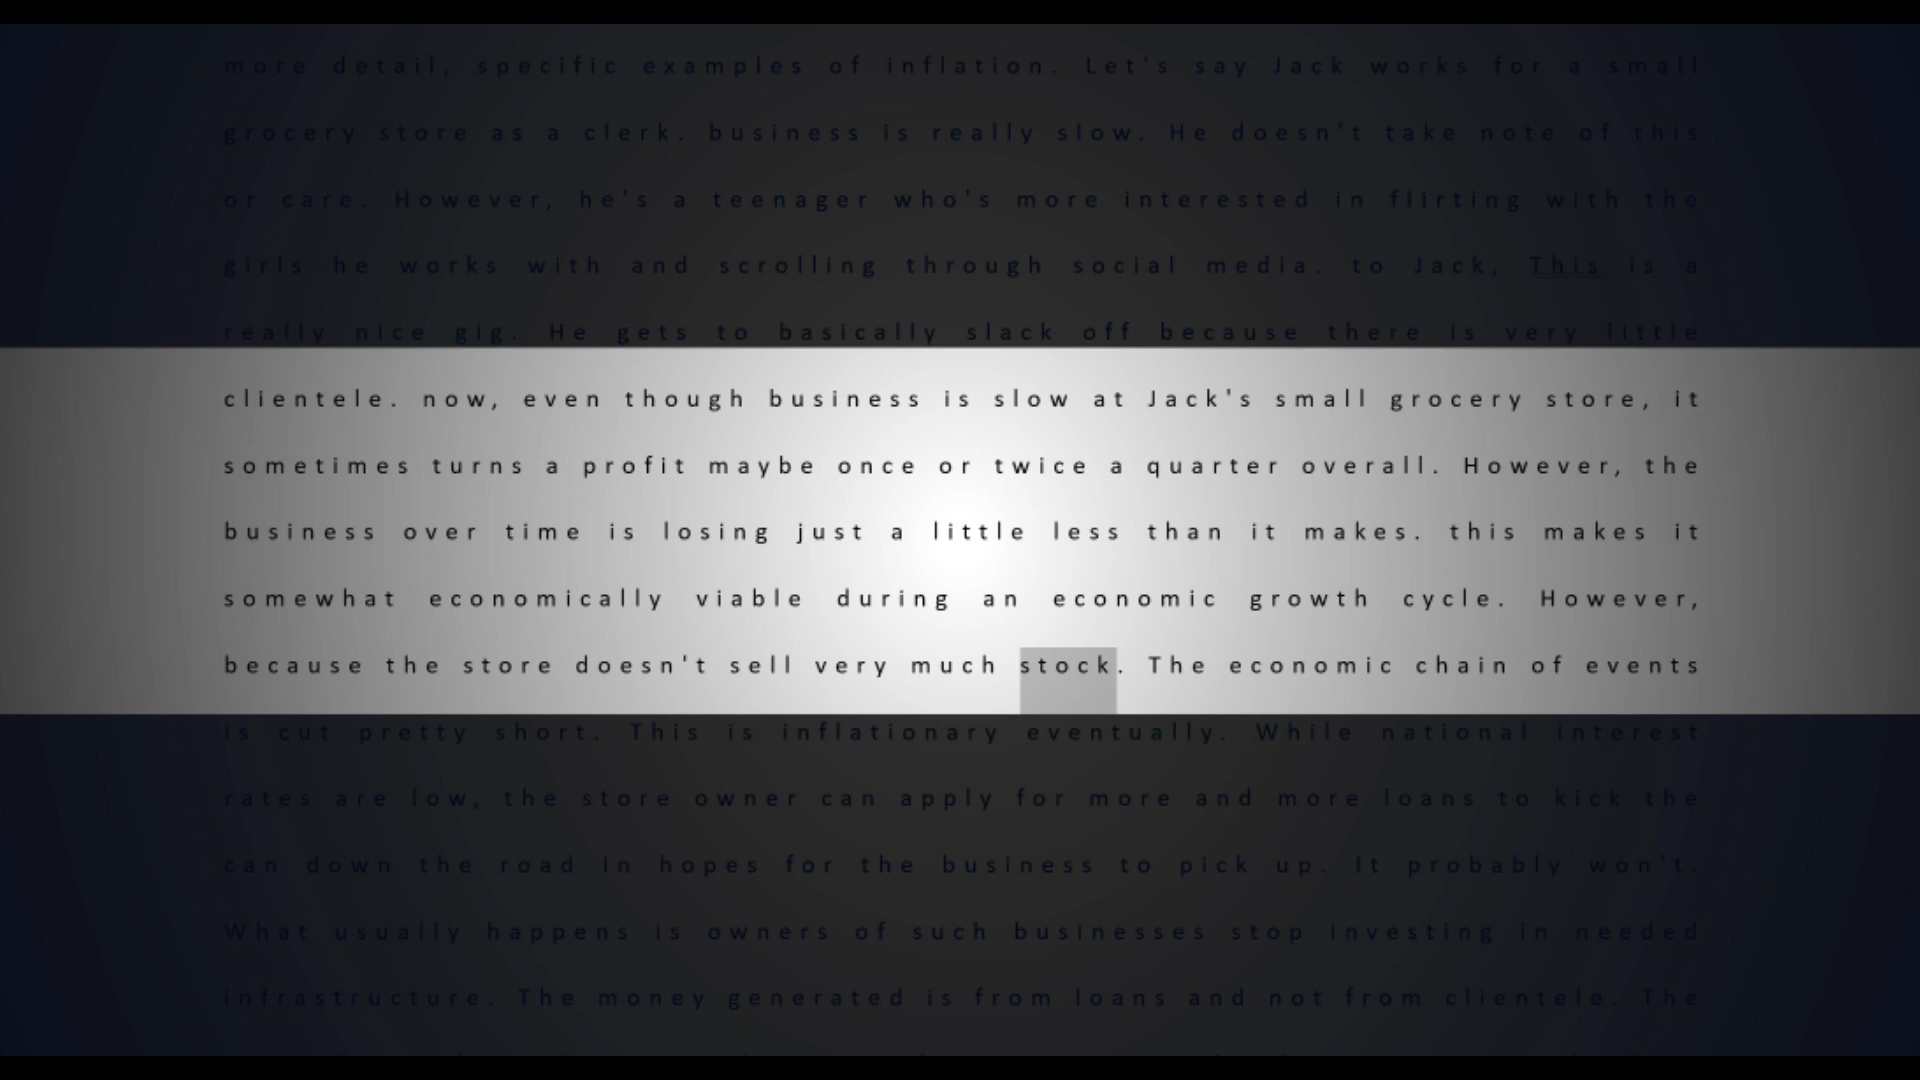 more detail, specific examples of inflation. Let's say Jack works for a small
grocery store as a clerk. business is really slow. He doesn't take note of this
or care. However, he's a teenager who's more interested in flirting with the
girls he works with and scrolling through social media. to Jack, This is a
really nice gig. He gets to basically slack off because there is very little
clientele. now, even though business is slow at Jack's small grocery store, it
sometimes turns a profit maybe once or twice a quarter overall. However, the
business over time is losing just a little less than it makes. this makes it
somewhat economically viable during an economic growth cycle. However,
because the store doesn't sell very much stock. The economic chain of events
is cut pretty short. This is inflationary eventually. While national interest
rates are low, the store owner can apply for more and more loans to kick the
can down the road in hopes for the business to pick up. It probably won't.
What usually happens is owners of such businesses stop investing in needed
infrastructure. The money generated is from loans and not from clientele. The